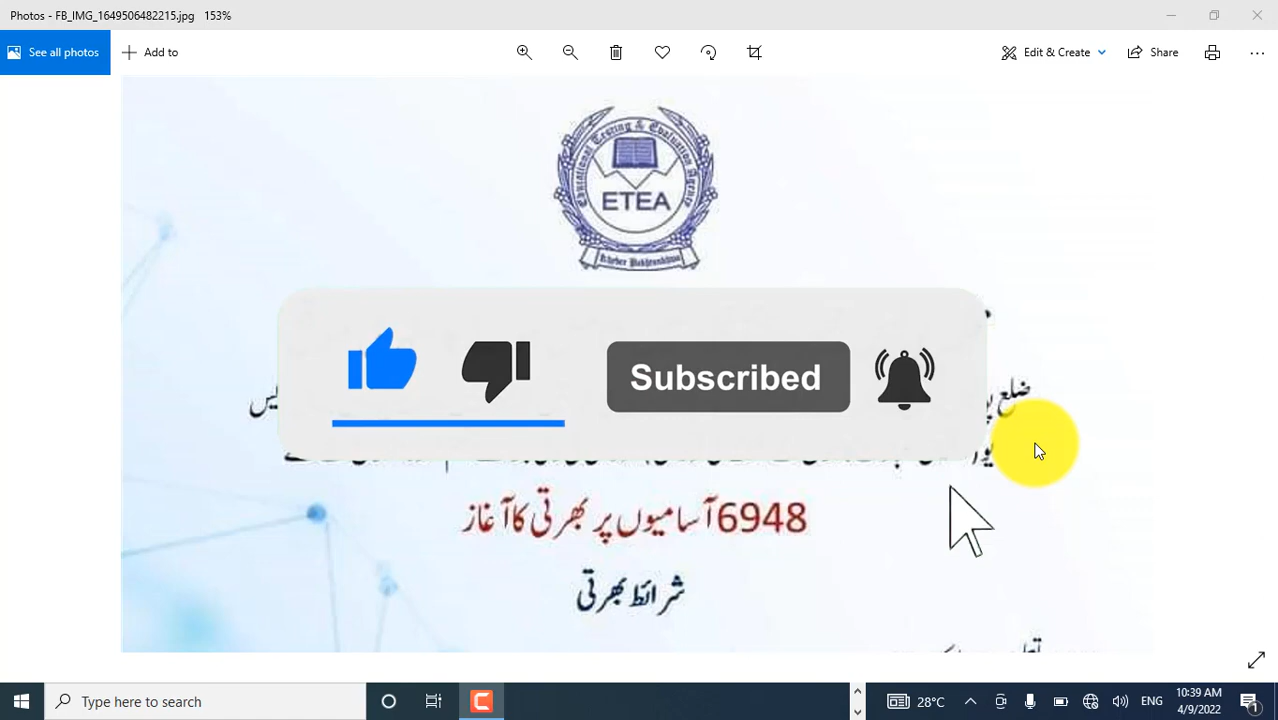 Photos - FB_IMG_1649506482215.jpg 153%
See all photos
Add to
Edit & Create
Share
Educational Testing & Evaluation Agency
ETEA
Khyber Pakhtunkhwa
Subscribed
ضلع
6948آسامیوں پر بھرتی کا آغاز
شرائط بھرتی
Type here to search
28°C
ENG
10:39 AM
4/9/2022
1